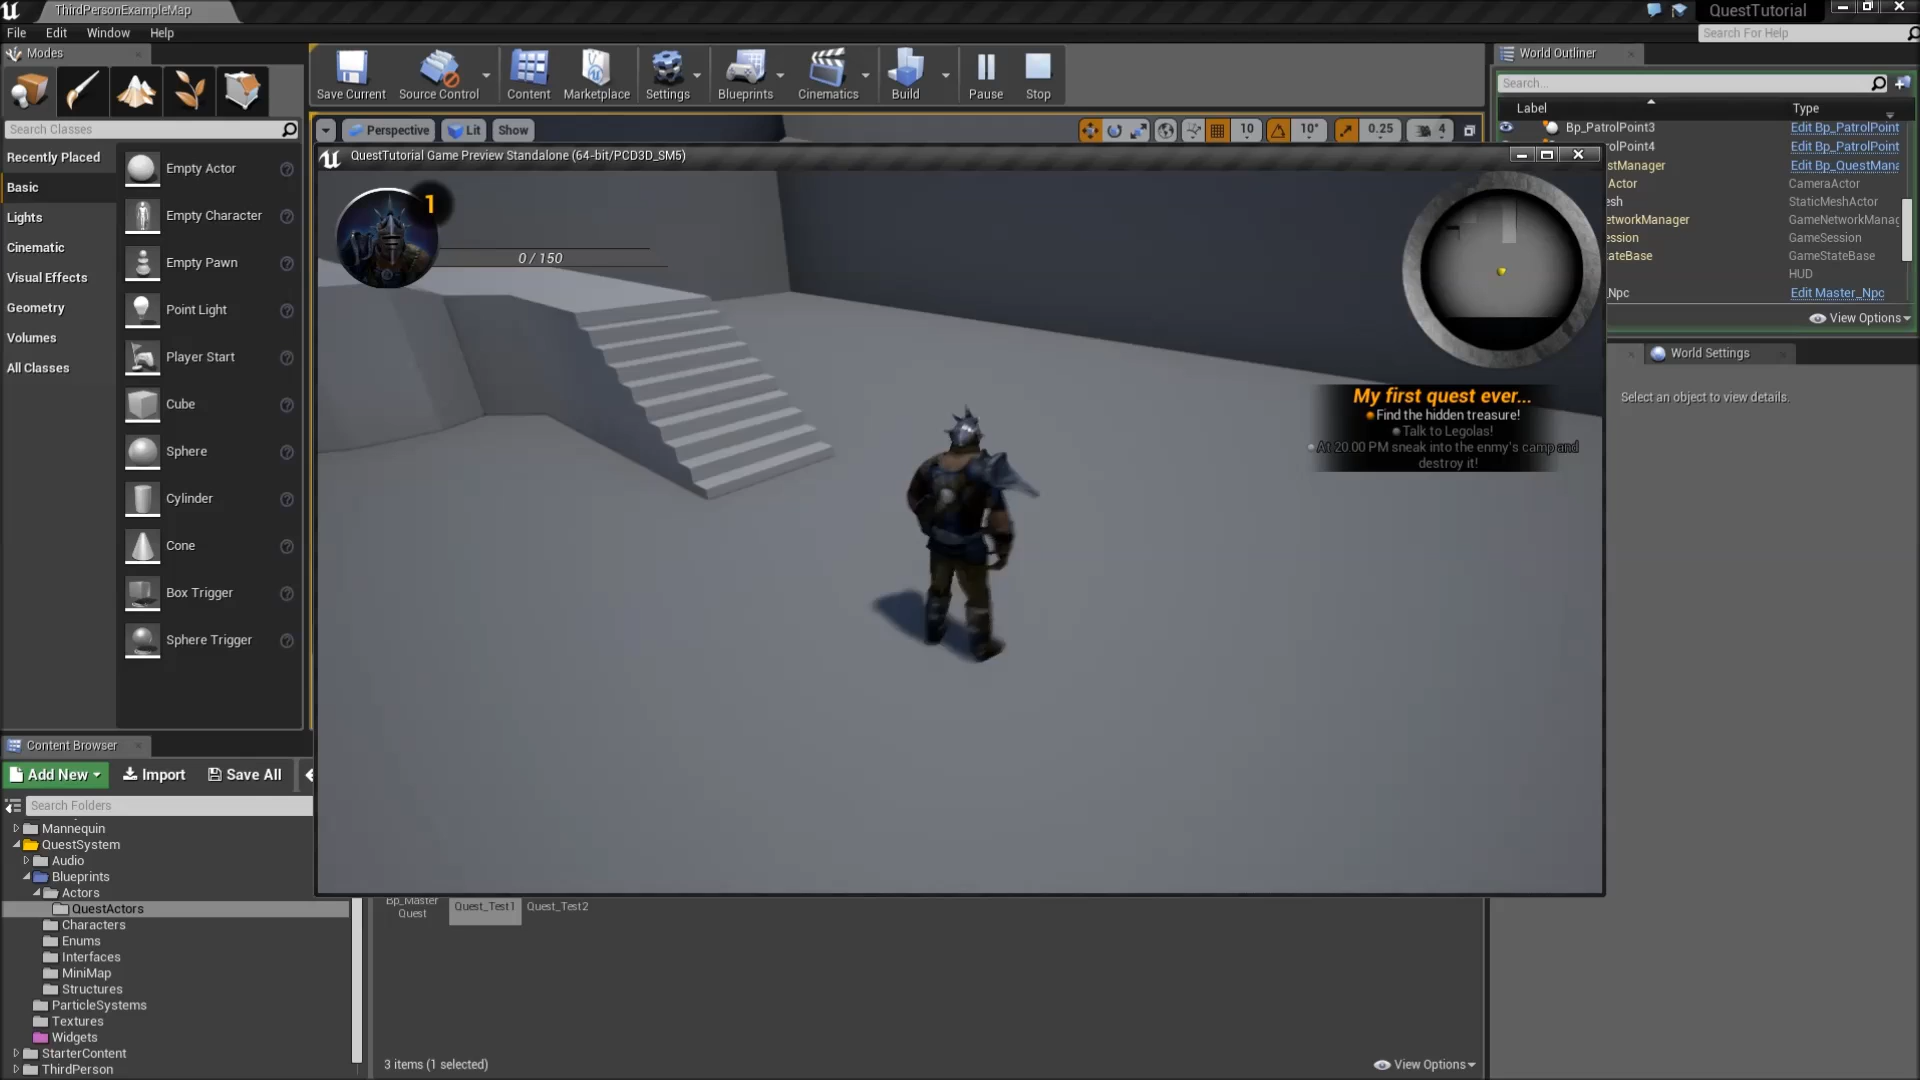 ThirdPersonExampleMap
QuestTutorial
File Edit Window Help
Search For Help
Modes
Save Current
Source Control
Content
Marketplace
Settings
Blueprints
Cinematics
Build
Pause
Stop
World Outliner
Search...
Label Type
Search Classes
Perspective Lit Show
10 10° 0.25 4
Bp_PatrolPoint3 Edit Bp_PatrolPoint
rolPoint4 Edit Bp_PatrolPoint
stManager Edit Bp_QuestMana
Actor CameraActor
esh StaticMeshActor
etworkManager GameNetworkManag
ession GameSession
ateBase GameStateBase
HUD
_Npc Edit Master_Npc
View Options
World Settings
Select an object to view details.
Recently Placed
Basic
Lights
Cinematic
Visual Effects
Geometry
Volumes
All Classes
Empty Actor
Empty Character
Empty Pawn
Point Light
Player Start
Cube
Sphere
Cylinder
Cone
Box Trigger
Sphere Trigger
QuestTutorial Game Preview Standalone (64-bit/PCD3D_SM5)
1
0 / 150
My first quest ever...
Find the hidden treasure!
Talk to Legolas!
At 20.00 PM sneak into the enmy's camp and
destroy it!
Content Browser
Add New Import Save All
Search Folders
Mannequin
QuestSystem
Audio
Blueprints
Actors
QuestActors
Characters
Enums
Interfaces
MiniMap
Structures
ParticleSystems
Textures
Widgets
StarterContent
ThirdPerson
Bp_Master
Quest
Quest_Test1
Quest_Test2
3 items (1 selected)
View Options